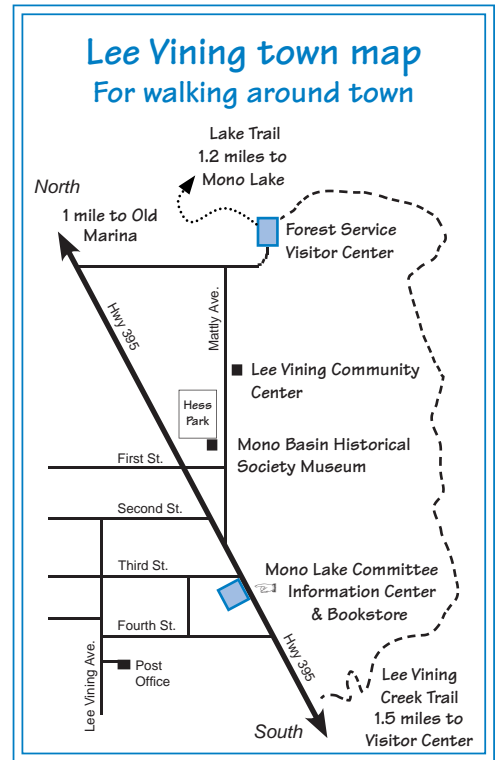 Lee Vining town map
For walking around town
Lake Trail
1.2 miles to
Mono Lake
North
1 mile to Old
Marina
Forest Service
Visitor Center
Hwy 395
Mattly Ave.
Lee Vining Community
Center
Hess
Park
Mono Basin Historical
Society Museum
First St.
Second St.
Third St.
Mono Lake Committee
Information Center
& Bookstore
Fourth St.
Lee Vining Ave.
Post
Office
Hwy 395
Lee Vining
Creek Trail
1.5 miles to
Visitor Center
South